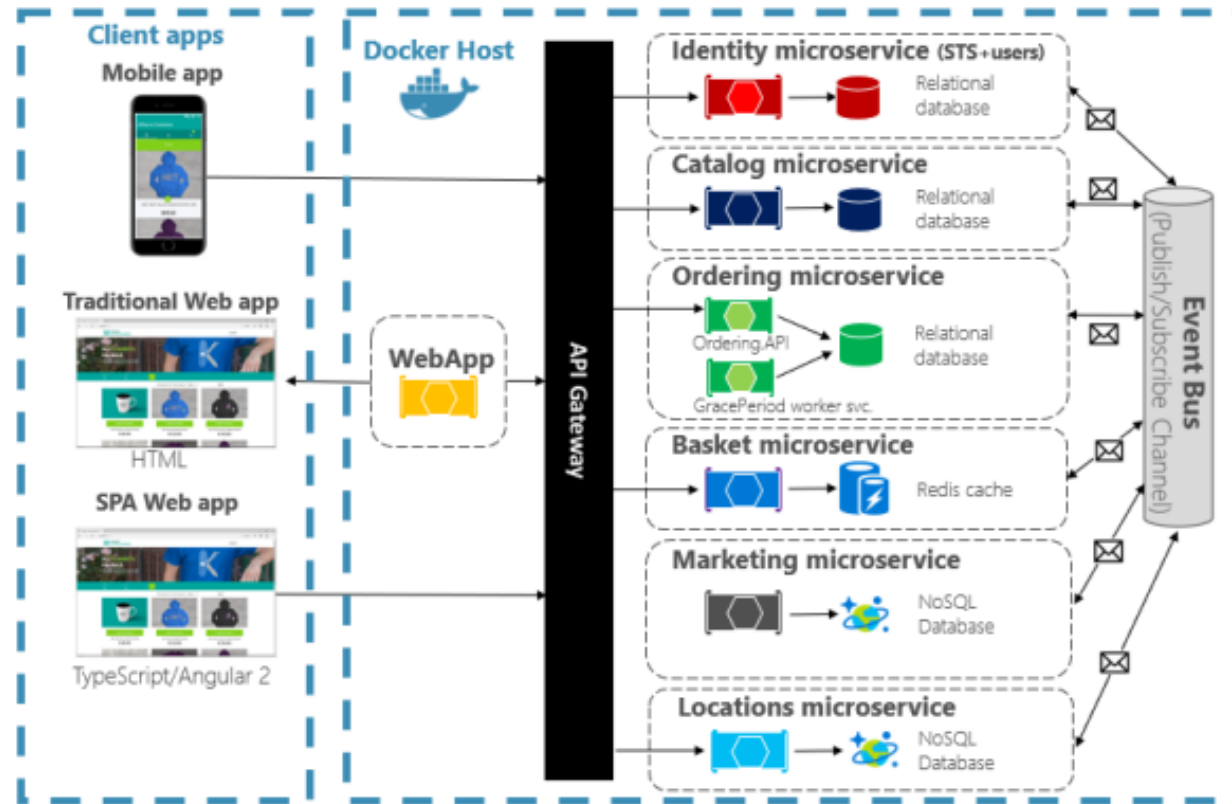 Client apps
Mobile app
Traditional Web app
HTML
SPA Web app
TypeScript/Angular 2
Docker Host
WebApp
API Gateway
Identity microservice (STS+users)
Relational
database
Catalog microservice
Relational
database
Ordering microservice
Ordering.API
Relational
database
GracePeriod worker svc.
Basket microservice
Redis cache
Marketing microservice
NoSQL
Database
Locations microservice
NoSQL
Database
Event Bus
(Publish/Subscribe Channel)